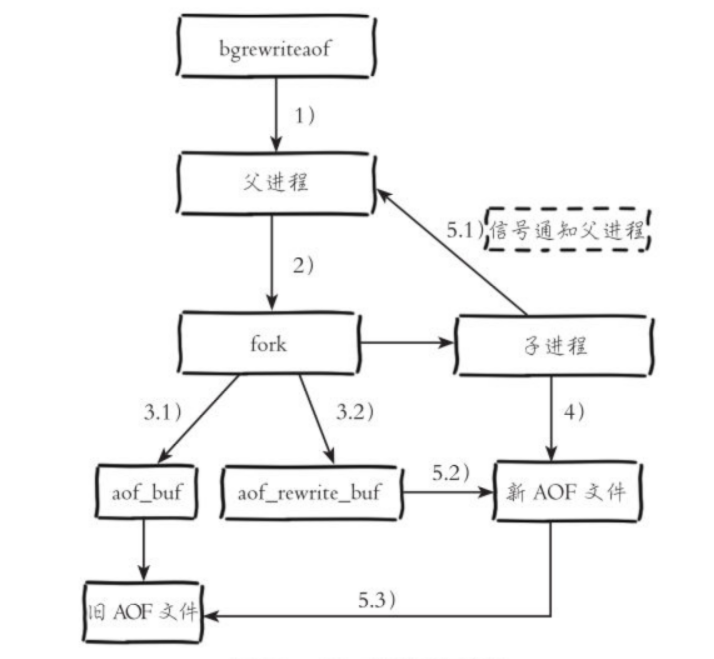 bgrewriteaof
1)
父进程
5.1) 信号通知父进程
2)
fork
子进程
3.1)
3.2)
4)
aof_buf
aof_rewrite_buf
5.2)
新 AOF 文件
旧 AOF 文件
5.3)